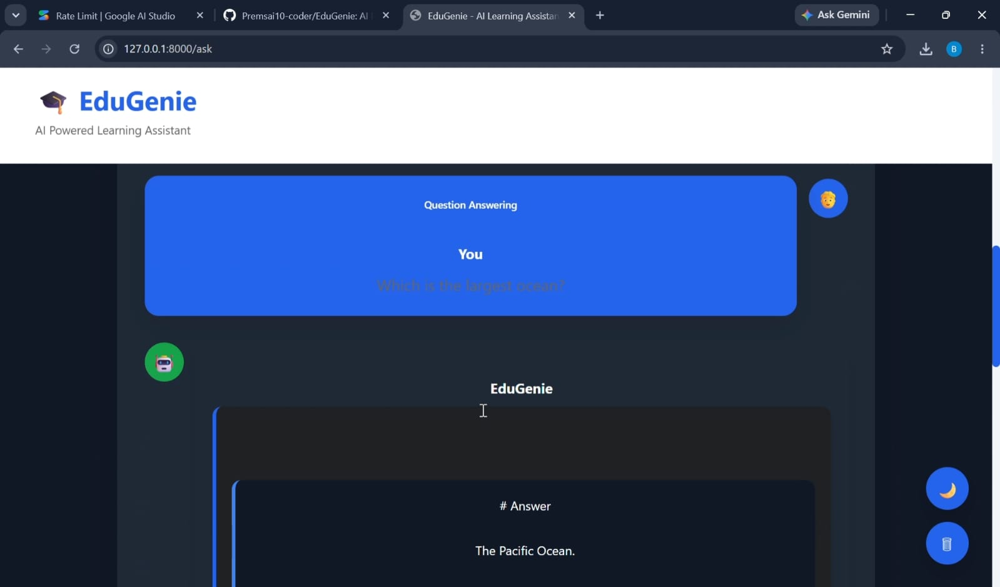 Rate Limit | Google AI Studio
Premsai10-coder/EduGenie: AI
EduGenie - AI Learning Assistan
Ask Gemini
127.0.0.1:8000/ask
B
EduGenie
AI Powered Learning Assistant
Question Answering
You
Which is the largest ocean?
EduGenie
# Answer
The Pacific Ocean.